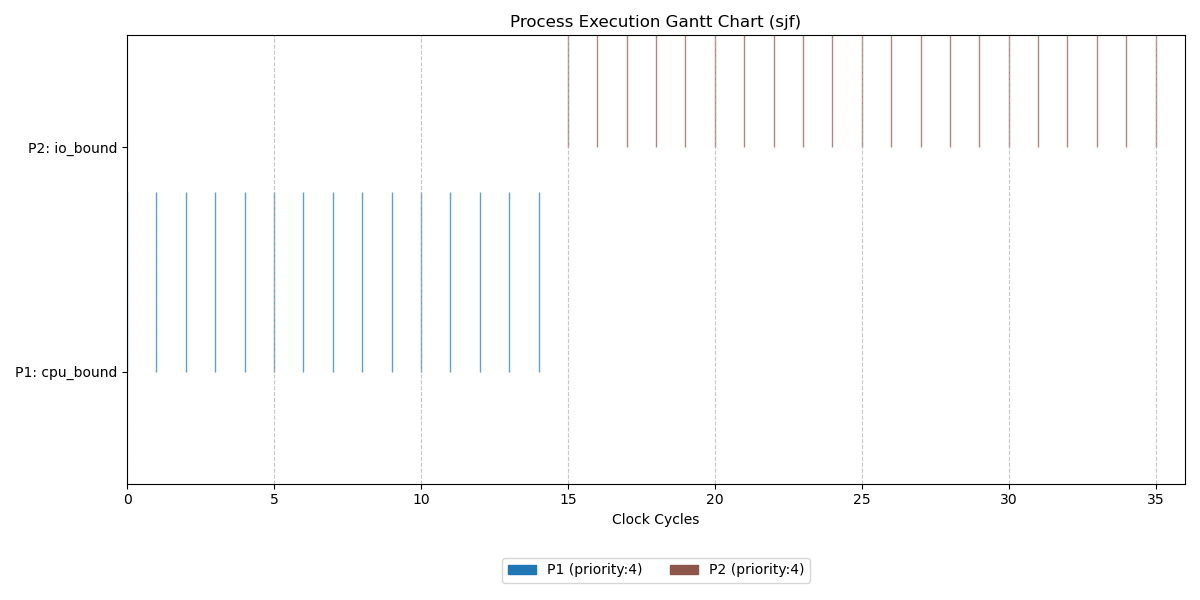 Process Execution Gantt Chart (sjf)
P2: io_bound
P1: cpu_bound
0 5 10 15 20 25 30 35
Clock Cycles
P1 (priority:4) P2 (priority:4)